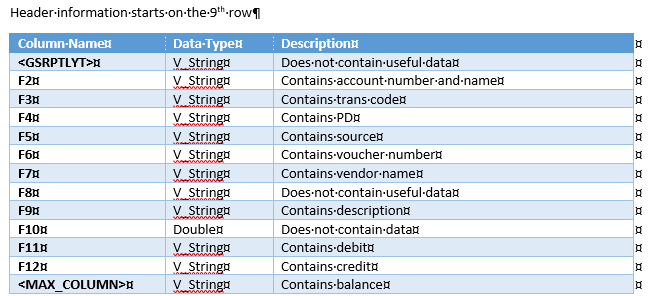 Header·information·starts·on·the·9th·row¶
Column·Name¤ Data·Type¤ Description¤ ¤
<GSRPTLYT>¤ V_String¤ Does·not·contain·useful·data¤ ¤
F2¤ V_String¤ Contains·account·number·and·name¤ ¤
F3¤ V_String¤ Contains·trans·code¤ ¤
F4¤ V_String¤ Contains·PD¤ ¤
F5¤ V_String¤ Contains·source¤ ¤
F6¤ V_String¤ Contains·voucher·number¤ ¤
F7¤ V_String¤ Contains·vendor·name¤ ¤
F8¤ V_String¤ Does·not·contain·useful·data¤ ¤
F9¤ V_String¤ Contains·description¤ ¤
F10¤ Double¤ Does·not·contain·data¤ ¤
F11¤ V_String¤ Contains·debit¤ ¤
F12¤ V_String¤ Contains·credit¤ ¤
<MAX_COLUMN>¤ V_String¤ Contains·balance¤ ¤